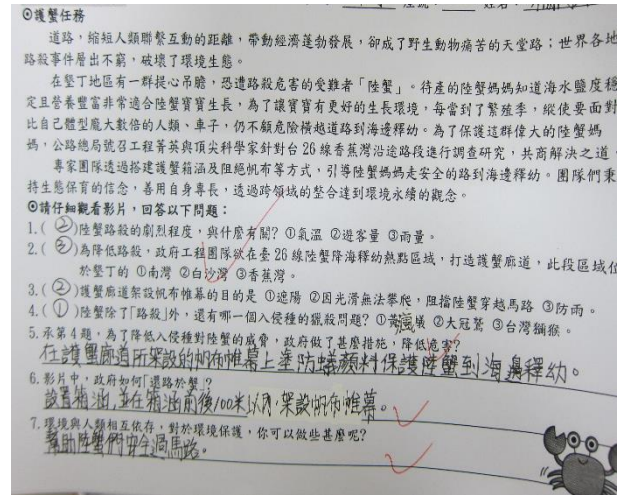 ◎護蟹任務
道路，縮短人類聯繫互動的距離，帶動經濟蓬勃發展，卻成了野生動物痛苦的天堂路；世界各地
路殺事件層出不窮，破壞了環境生態。
在墾丁地區有一群提心吊膽，恐遭路殺危害的受難者「陸蟹」。待產的陸蟹媽媽知道海水鹽度穩
定且營養豐富非常適合陸蟹寶寶生長，為了讓寶寶有更好的生長環境，每當到了繁殖季，縱使要面對
比自己體型龐大數倍的人類、車子，仍不顧危險橫越道路到海邊釋幼。為了保護這群偉大的陸蟹媽
媽，公路總局號召工程菁英與頂尖科學家針對台 26 線香蕉灣沿途路段進行調查研究，共商解決之道，
專家團隊透過搭建護蟹箱涵及阻絕帆布等方式，引導陸蟹媽媽走安全的路到海邊釋幼。團隊們秉
持生態保育的信念，善用自身專長，透過跨領域的整合達到環境永續的觀念。
◎請仔細觀看影片，回答以下問題：
1.( ② )陸蟹路殺的劇烈程度，與什麼有關? ①氣溫 ②遊客量 ③雨量。
2.( ③ )為降低路殺，政府工程團隊欲在臺 26 線陸蟹降海釋幼熱點區域，打造護蟹廊道，此段區域位
於墾丁的 ①南灣 ②白沙灣 ③香蕉灣。
3.( ② )護蟹廊道架設帆布帷幕的目的是 ①遮陽 ②因光滑無法攀爬，阻擋陸蟹穿越馬路 ③防雨。
4.( ① )陸蟹除了「路殺」外，還有哪一個入侵種的獵殺問題? ①黃瘋蟻 ②大冠鷲 ③台灣獼猴。
5.承第 4 題，為了降低入侵種對陸蟹的威脅，政府做了甚麼措施，降低危害?
在護蟹廊道所架設的帆布帷幕上塗防蟻顏料保護陸蟹到海邊釋幼。
6.影片中，政府如何「還路於蟹」?
設置箱涵，並在箱涵前後100米以內，架設帆布帷幕。
7.環境與人類相互依存，對於環境保護，你可以做些甚麼呢?
幫助陸蟹們安全過馬路。